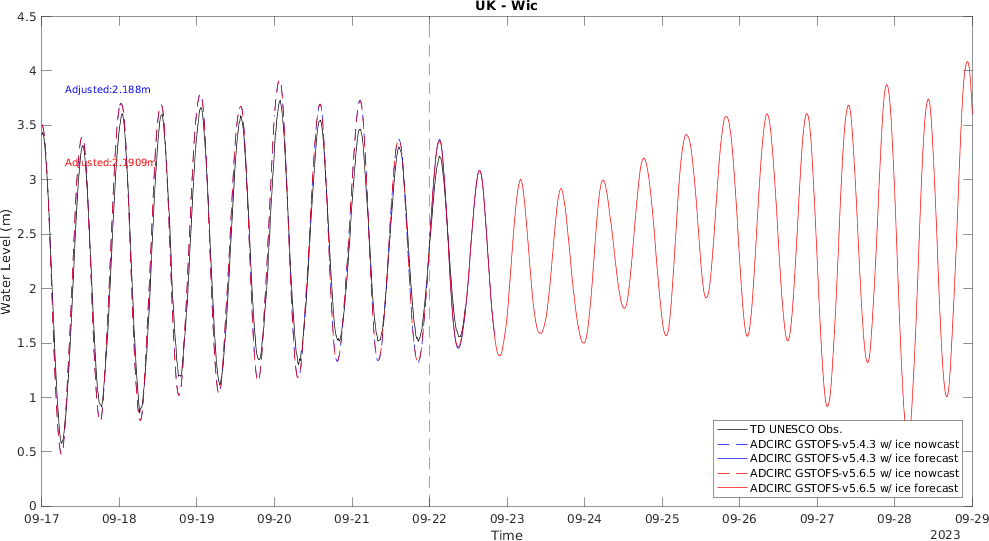 UK - Wic
4.5
4
3.5
3
2.5
2
1.5
1
0.5
0
Water Level (m)
Adjusted:2.188m
Adjusted:2.1909m
TD UNESCO Obs.
ADCIRC GSTOFS-v5.4.3 w/ ice nowcast
ADCIRC GSTOFS-v5.4.3 w/ ice forecast
ADCIRC GSTOFS-v5.6.5 w/ ice nowcast
ADCIRC GSTOFS-v5.6.5 w/ ice forecast
09-17 09-18 09-19 09-20 09-21 09-22 09-23 09-24 09-25 09-26 09-27 09-28 09-29
Time
2023